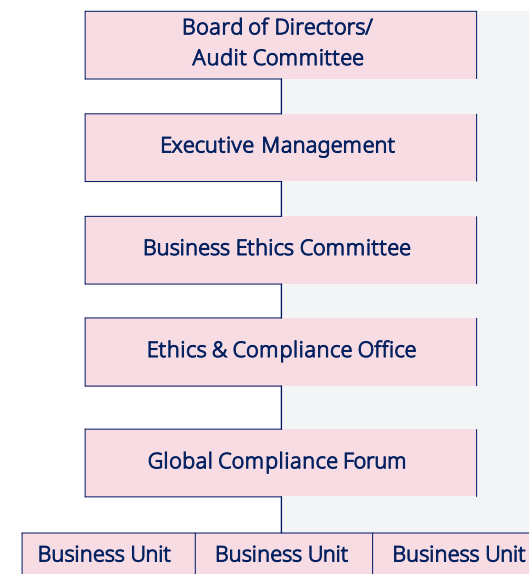 Board of Directors/
Audit Committee
Executive Management
Business Ethics Committee
Ethics & Compliance Office
Global Compliance Forum
Business Unit Business Unit Business Unit